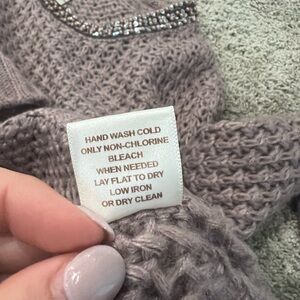 HAND WASH COLD
ONLY NON-CHLORINE
BLEACH
WHEN NEEDED
LAY FLAT TO DRY
LOW IRON
OR DRY CLEAN